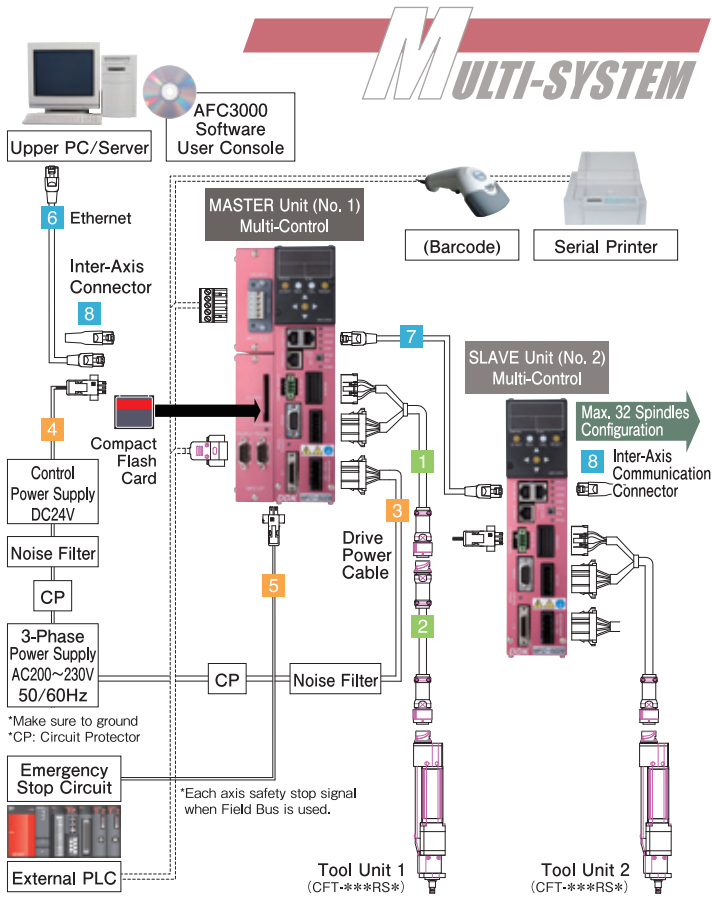 MULTI-SYSTEM
AFC3000
Software
User Console
Upper PC/Server
6 Ethernet
MASTER Unit (No. 1)
Multi-Control
(Barcode)
Serial Printer
Inter-Axis
Connector
8
7
SLAVE Unit (No. 2)
Multi-Control
Max. 32 Spindles
Configuration
8 Inter-Axis
Communication
Connector
4
Compact
Flash
Card
1
Control
Power Supply
DC24V
3
Drive
Power
Cable
Noise Filter
5
CP
2
3-Phase
Power Supply
AC200～230V
50/60Hz
CP
Noise Filter
*Make sure to ground
*CP: Circuit Protector
Emergency
Stop Circuit
*Each axis safety stop signal
when Field Bus is used.
External PLC
Tool Unit 1
(CFT-***RS*)
Tool Unit 2
(CFT-***RS*)